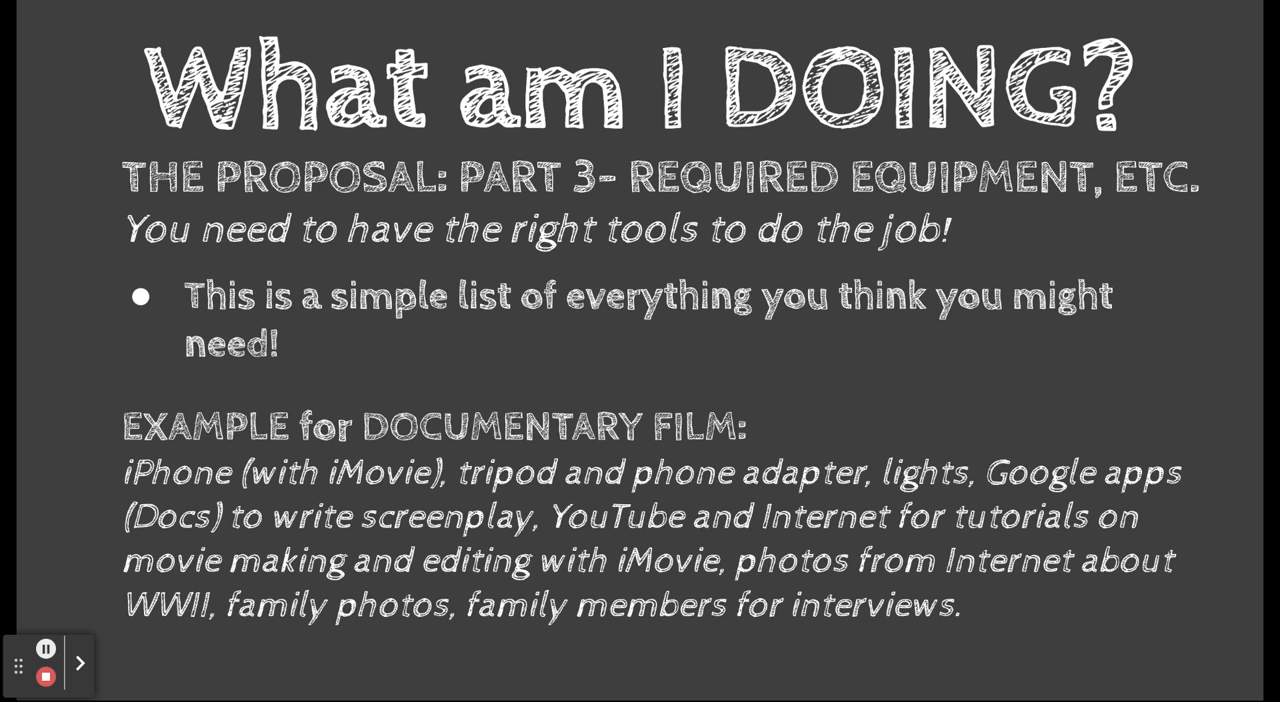 What am I DOING?
THE PROPOSAL: PART 3- REQUIRED EQUIPMENT, ETC.
You need to have the right tools to do the job!
● This is a simple list of everything you think you might
need!
EXAMPLE for DOCUMENTARY FILM:
iPhone (with iMovie), tripod and phone adapter, lights, Google apps
(Docs) to write screenplay, YouTube and Internet for tutorials on
movie making and editing with iMovie, photos from Internet about
WWII, family photos, family members for interviews.